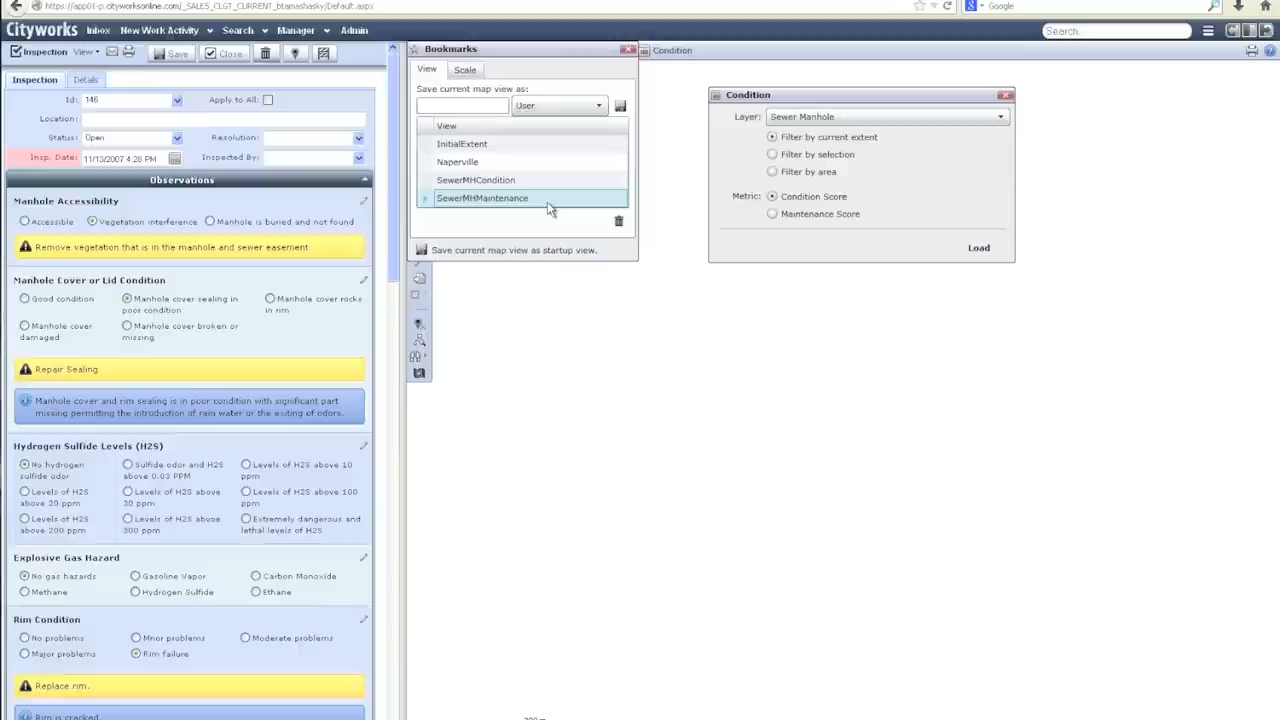 https://app01-p.cityworksonline.com/_SALES_CLGT_CURRENT_btamashasky/Default.aspx
Google
Cityworks Inbox New Work Activity Search Manager Admin Search...
Inspection View Save Close
Inspection Details
Id: 146 Apply to All:
Location:
Status: Open Resolution:
Insp. Date: 11/13/2007 4:28 PM Inspected By:
Observations
Manhole Accessibility
Accessible Vegetation interference Manhole is buried and not found
Remove vegetation that is in the manhole and sewer easement
Manhole Cover or Lid Condition
Good condition Manhole cover sealing in Manhole cover rocks
poor condition in rim
Manhole cover Manhole cover broken or
damaged missing
Repair Sealing
Manhole cover and rim sealing is in poor condition with significant part
missing permitting the introduction of rain water or the exiting of odors.
Hydrogen Sulfide Levels (H2S)
No hydrogen Sulfide odor and H2S Levels of H2S above 10
sulfide odor above 0.03 PPM ppm
Levels of H2S Levels of H2S above Levels of H2S above 100
above 20 ppm 30 ppm ppm
Levels of H2S Levels of H2S abvoe Extremely dangerous and
above 200 ppm 300 ppm lethal levels of H2S
Explosive Gas Hazard
No gas hazards Gasoline Vapor Carbon Monoxide
Methane Hydrogen Sulfide Ethane
Rim Condition
No problems Mnor problems Moderate problems
Major problems Rim failure
Replace rim.
Rim is cracked.
Bookmarks
View Scale
Save current map view as:
User
View
InitialExtent
Naperville
SewerMHCondition
SewerMHMaintenance
Save current map view as startup view.
Condition
Condition
Layer: Sewer Manhole
Filter by current extent
Filter by selection
Filter by area
Metric: Condition Score
Maintenance Score
Load